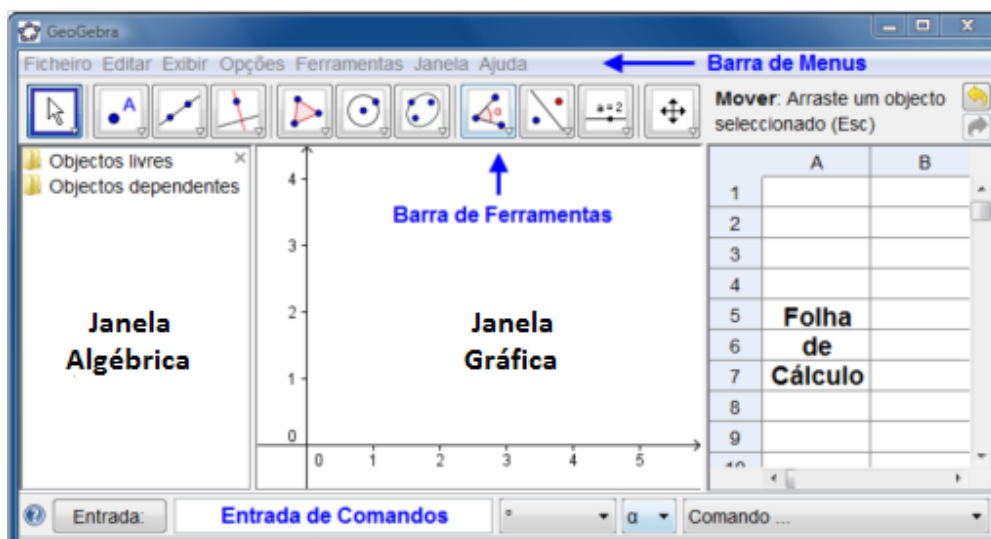 GeoGebra
Ficheiro Editar Exibir Opções Ferramentas Janela Ajuda
Barra de Menus
A
α
a=2
Mover: Arraste um objecto
seleccionado (Esc)
Objectos livres
Objectos dependentes
Barra de Ferramentas
Janela
Algébrica
Janela
Gráfica
4
3
2
1
0
0 1 2 3 4 5
A B
1
2
3
4
5 Folha
6 de
7 Cálculo
8
9
10
Entrada: Entrada de Comandos ° α Comando ...